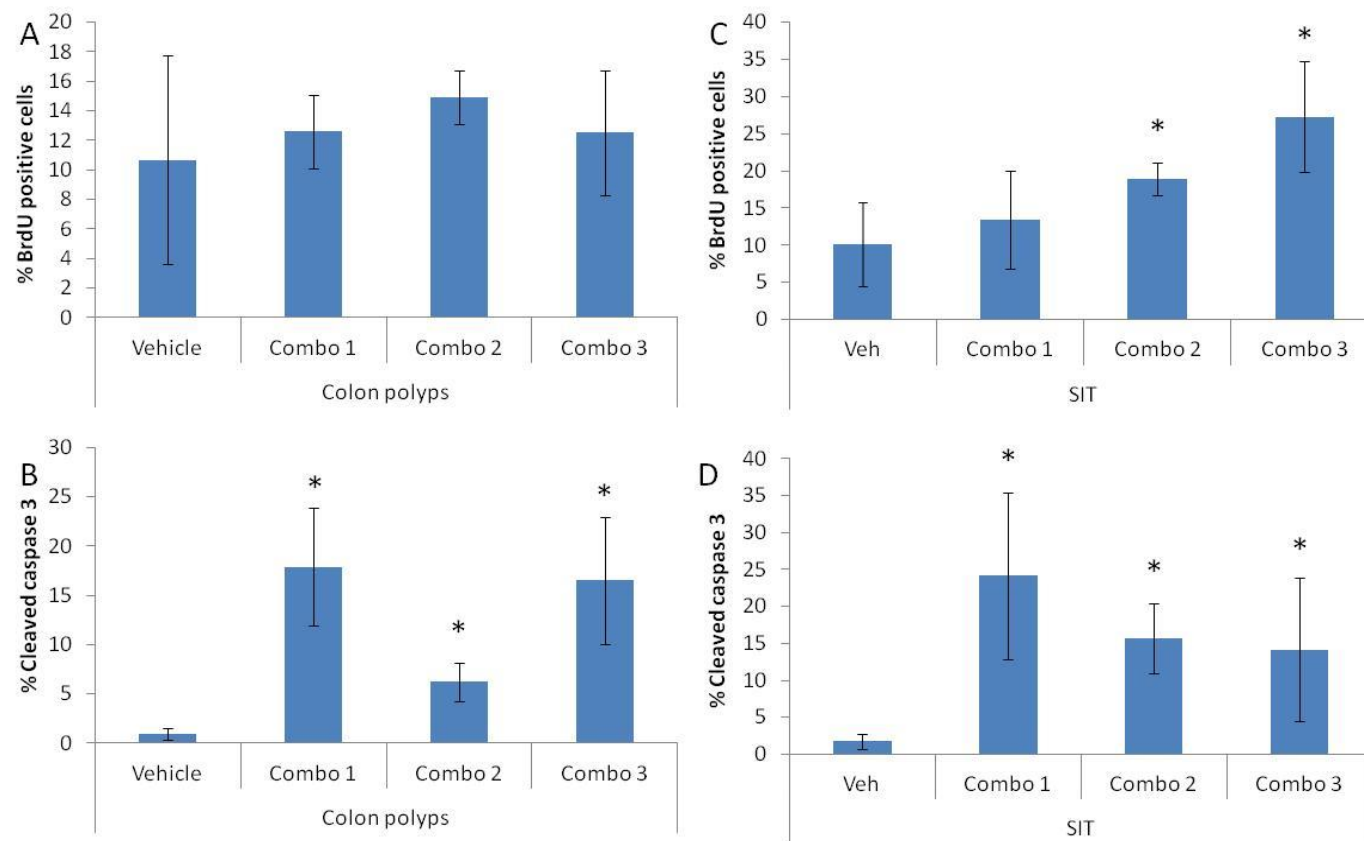 A
% BrdU positive cells
20
18
16
14
12
10
8
6
4
2
0
Vehicle Combo 1 Combo 2 Combo 3
Colon polyps
C
% BrdU positive cells
40
35
30
25
20
15
10
5
0
* *
Veh Combo 1 Combo 2 Combo 3
SIT
B
% Cleaved caspase 3
30
25
20
15
10
5
0
* * *
Vehicle Combo 1 Combo 2 Combo 3
Colon polyps
D
% Cleaved caspase 3
40
35
30
25
20
15
10
5
0
* * *
Veh Combo 1 Combo 2 Combo 3
SIT